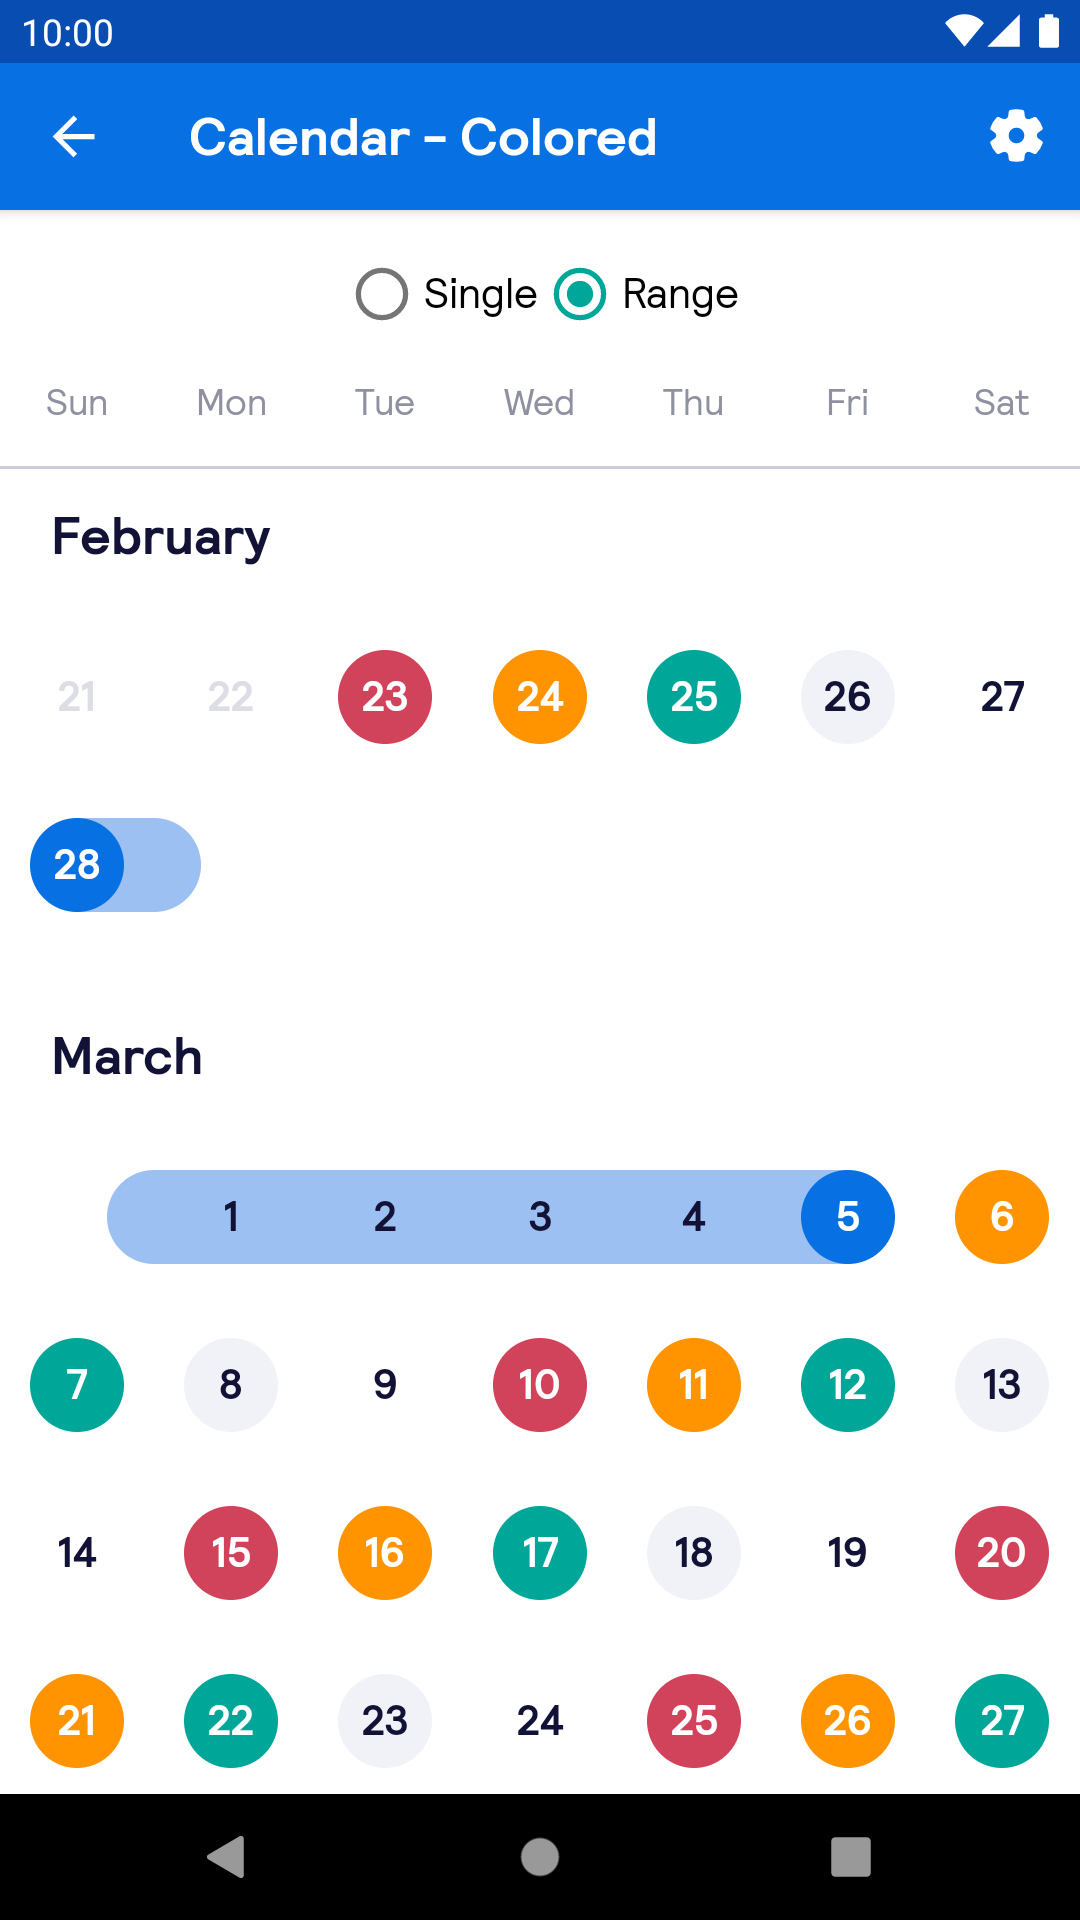 10:00
Calendar - Colored
Single Range
Sun Mon Tue Wed Thu Fri Sat
February
21 22 23 24 25 26 27
28
March
1 2 3 4 5 6
7 8 9 10 11 12 13
14 15 16 17 18 19 20
21 22 23 24 25 26 27